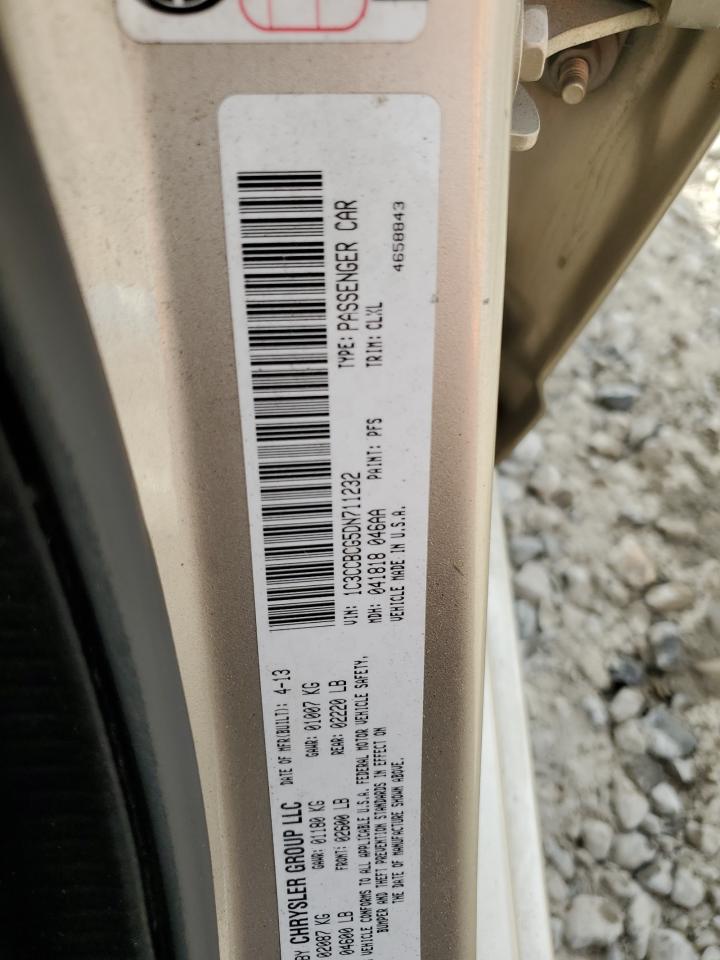 BY CHRYSLER GROUP LLC DATE OF MFR(BUILT): 4-13
02087 KG GAWR: 01180 KG GAWR: 01007 KG
04600 LB FRONT: 02600 LB REAR: 02220 LB
VEHICLE CONFORMS TO ALL APPLICABLE U.S.A. FEDERAL MOTOR VEHICLE SAFETY,
BUMPER AND THEFT PREVENTION STANDARDS IN EFFECT ON
THE DATE OF MANUFACTURE SHOWN ABOVE.
VIN: 1C3CCBCG5DN711232 TYPE: PASSENGER CAR
MDH: 041818 046AA PAINT: PFS TRIM: CLXL
VEHICLE MADE IN U.S.A. 4658843